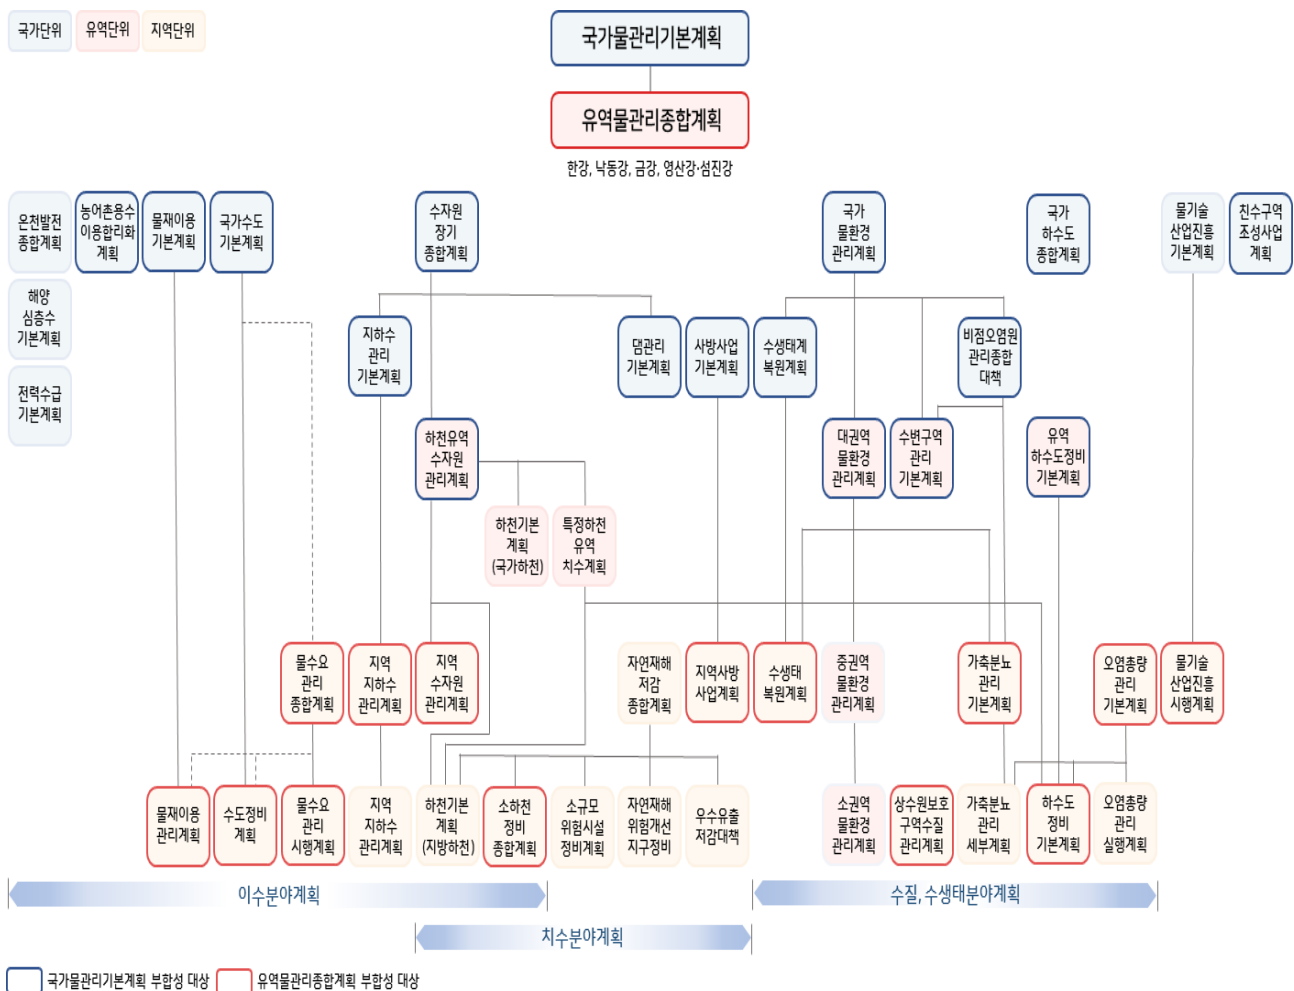 국가단위
유역단위
지역단위
국가물관리기본계획
유역물관리종합계획
한강, 낙동강, 금강, 영산강·섬진강
온천발전
종합계획
농어촌용수
이용합리화
계획
물재이용
기본계획
국가수도
기본계획
수자원
장기
종합계획
국가
물환경
관리계획
국가
하수도
종합계획
물기술
산업진흥
기본계획
친수구역
조성사업
계획
해양
심층수
기본계획
지하수
관리
기본계획
댐관리
기본계획
사방사업
기본계획
수생태계
복원계획
비점오염원
관리종합
대책
전력수급
기본계획
하천유역
수자원
관리계획
대권역
물환경
관리계획
수변구역
관리
기본계획
유역
하수도정비
기본계획
하천기본
계획
(국가하천)
특정하천
유역
치수계획
물수요
관리
종합계획
지역
지하수
관리계획
지역
수자원
관리계획
자연재해
저감
종합계획
지역사방
사업계획
수생태
복원계획
중권역
물환경
관리계획
가축분뇨
관리
기본계획
오염총량
관리
기본계획
물기술
산업진흥
시행계획
물재이용
관리계획
수도정비
계획
물수요
관리
시행계획
지역
지하수
관리계획
하천기본
계획
(지방하천)
소하천
정비
종합계획
소규모
위험시설
정비계획
자연재해
위험개선
지구정비
우수유출
저감대책
소권역
물환경
관리계획
상수원보호
구역수질
관리계획
가축분뇨
관리
세부계획
하수도
정비
기본계획
오염총량
관리
실행계획
이수분야계획
수질, 수생태분야계획
치수분야계획
국가물관리기본계획 부합성 대상
유역물관리종합계획 부합성 대상